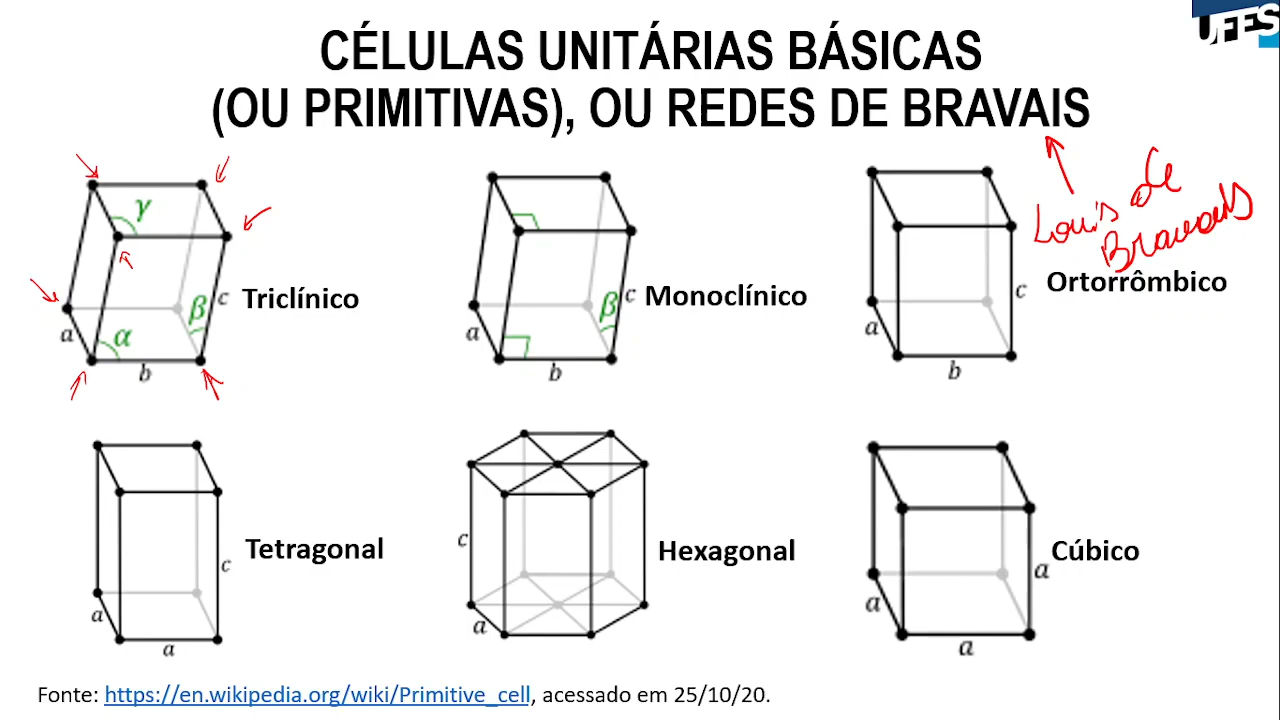 UFES
CÉLULAS UNITÁRIAS BÁSICAS
(OU PRIMITIVAS), OU REDES DE BRAVAIS
Louis de
Bravais
γ
β
c
Triclínico
a
α
b
β
c
Monoclínico
a
b
Ortorrômbico
c
a
b
Tetragonal
c
a
a
Hexagonal
c
a
Cúbico
a
a
a
Fonte: https://en.wikipedia.org/wiki/Primitive_cell, acessado em 25/10/20.